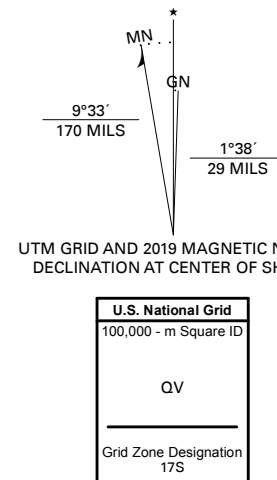 ★
MN
GN
9°33´
170 MILS
1°38´
29 MILS
UTM GRID AND 2019 MAGNETIC
DECLINATION AT CENTER OF
U.S. National Grid
100,000 - m Square ID
QV
Grid Zone Designation
17S